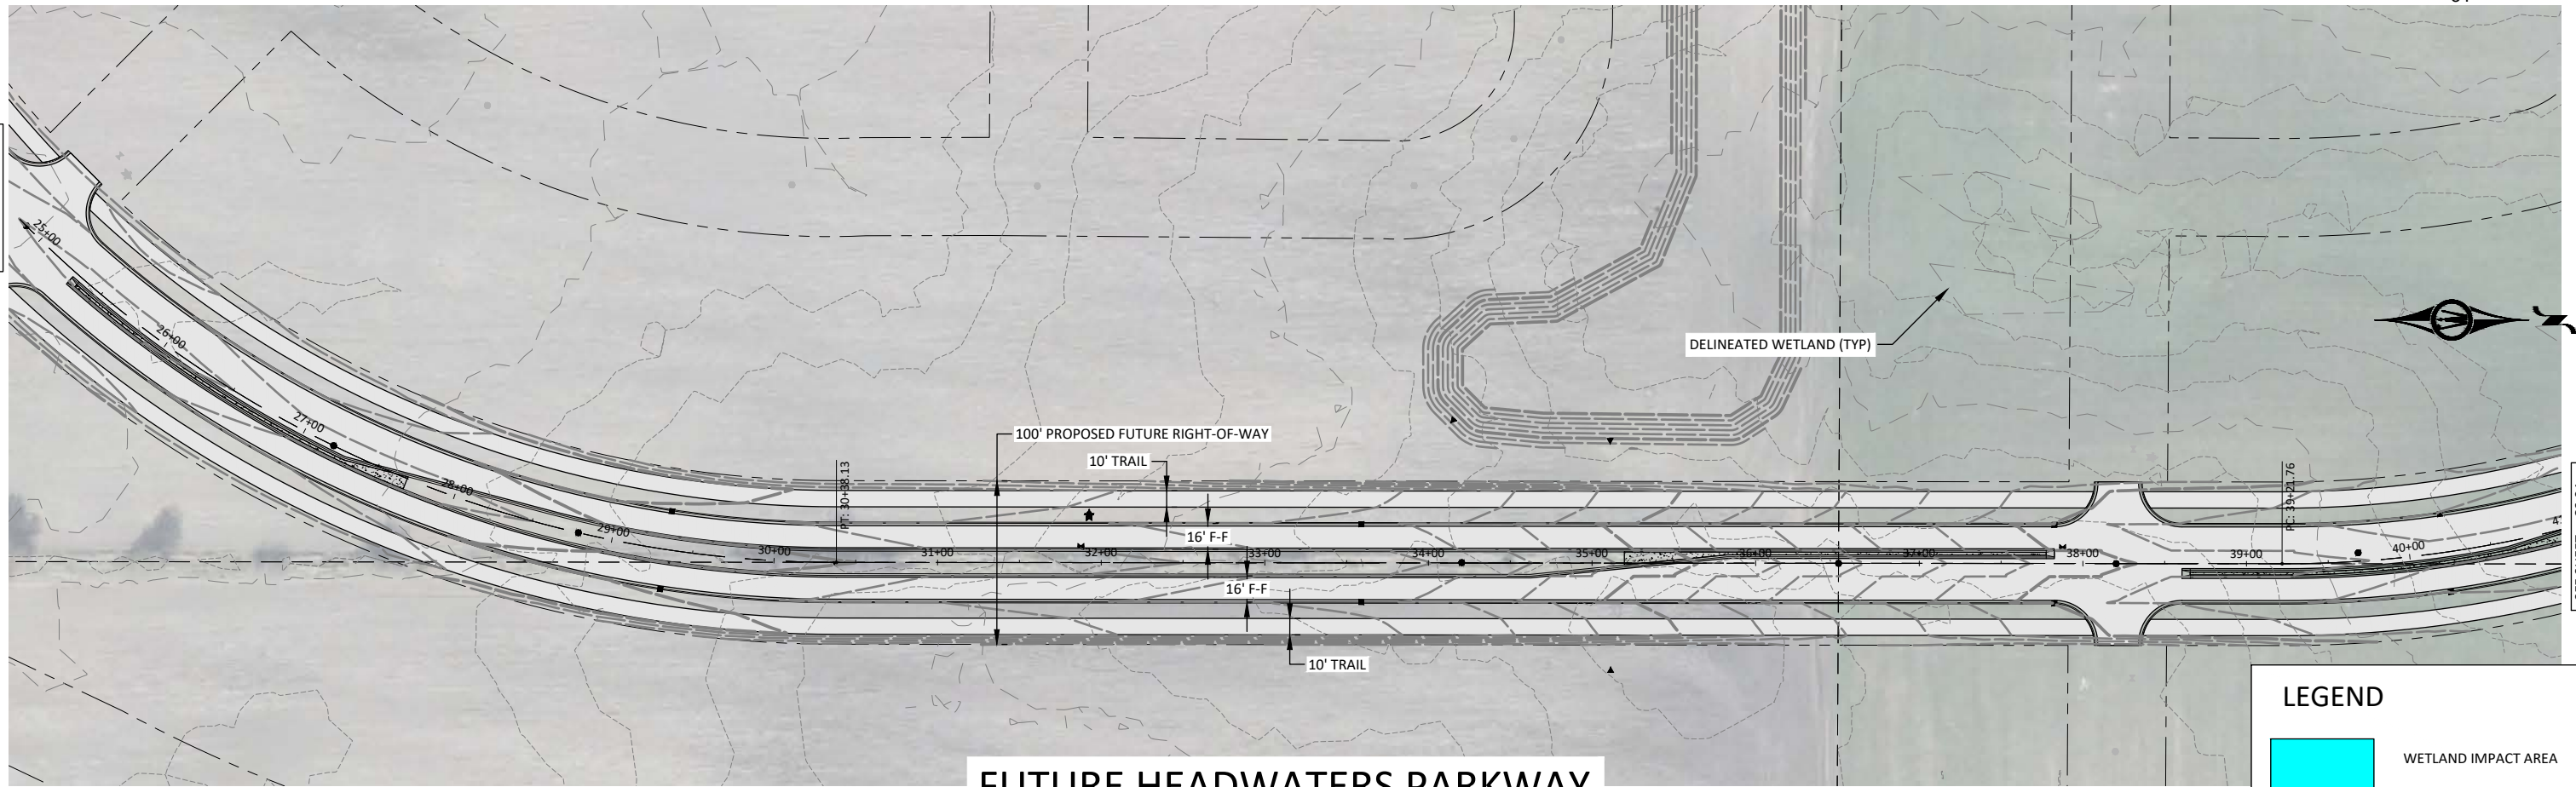 25+00
26+00
27+00
28+00
29+00
30+00
PT: 30+38.13
31+00
32+00
33+00
34+00
35+00
36+00
37+00
38+00
39+00
PC: 39+21.76
40+00
DELINEATED WETLAND (TYP)
100' PROPOSED FUTURE RIGHT-OF-WAY
10' TRAIL
16' F-F
16' F-F
10' TRAIL
FUTURE HEADWATERS PARKWAY
LEGEND
WETLAND IMPACT AREA